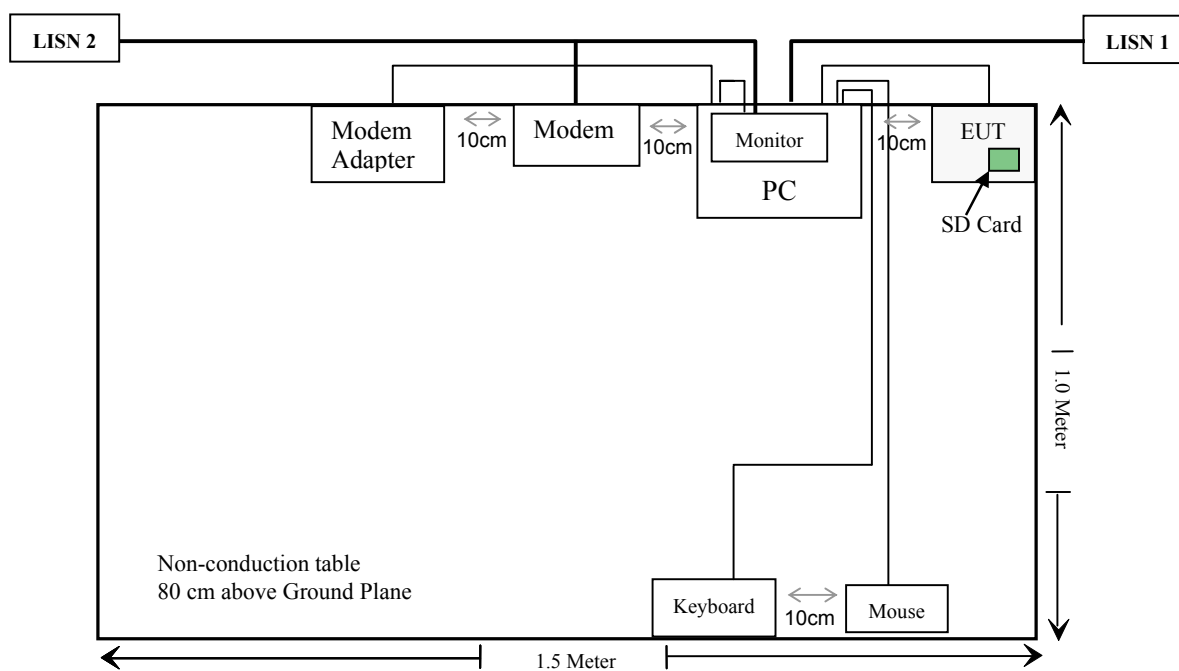 LISN 2
LISN 1
Modem
Adapter
10cm
Modem
10cm
Monitor
PC
10cm
EUT
SD Card
1.0 Meter
Non-conduction table
80 cm above Ground Plane
Keyboard
10cm
Mouse
1.5 Meter